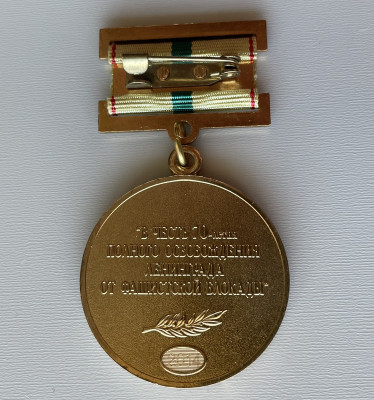 "В ЧЕСТЬ 70-летия
ПОЛНОГО ОСВОБОЖДЕНИЯ
ЛЕНИНГРАДА
ОТ ФАШИСТСКОЙ БЛОКАДЫ"